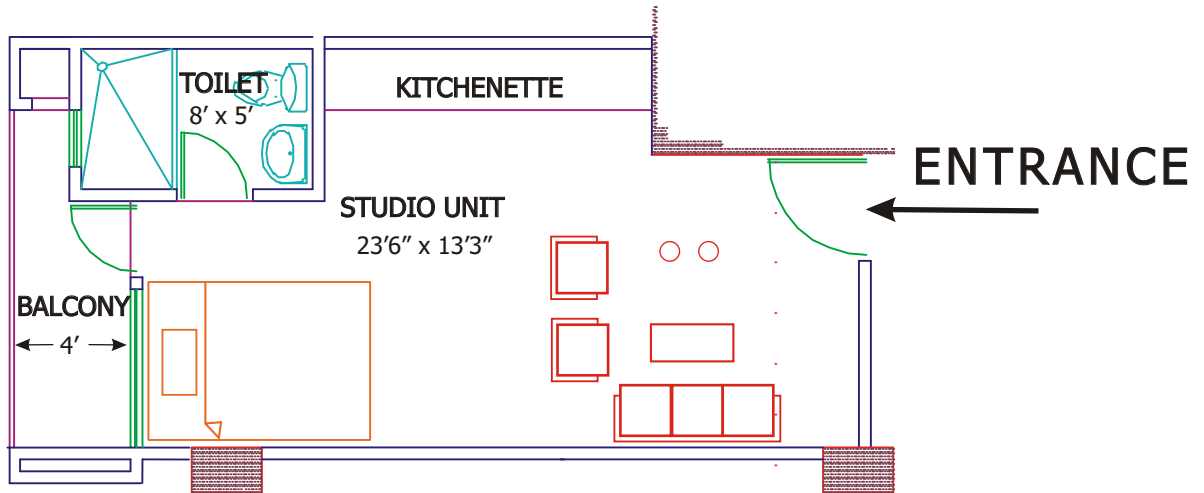 TOILET
8’ x 5’
KITCHENETTE
ENTRANCE
STUDIO UNIT
23’6” x 13’3”
BALCONY
4’